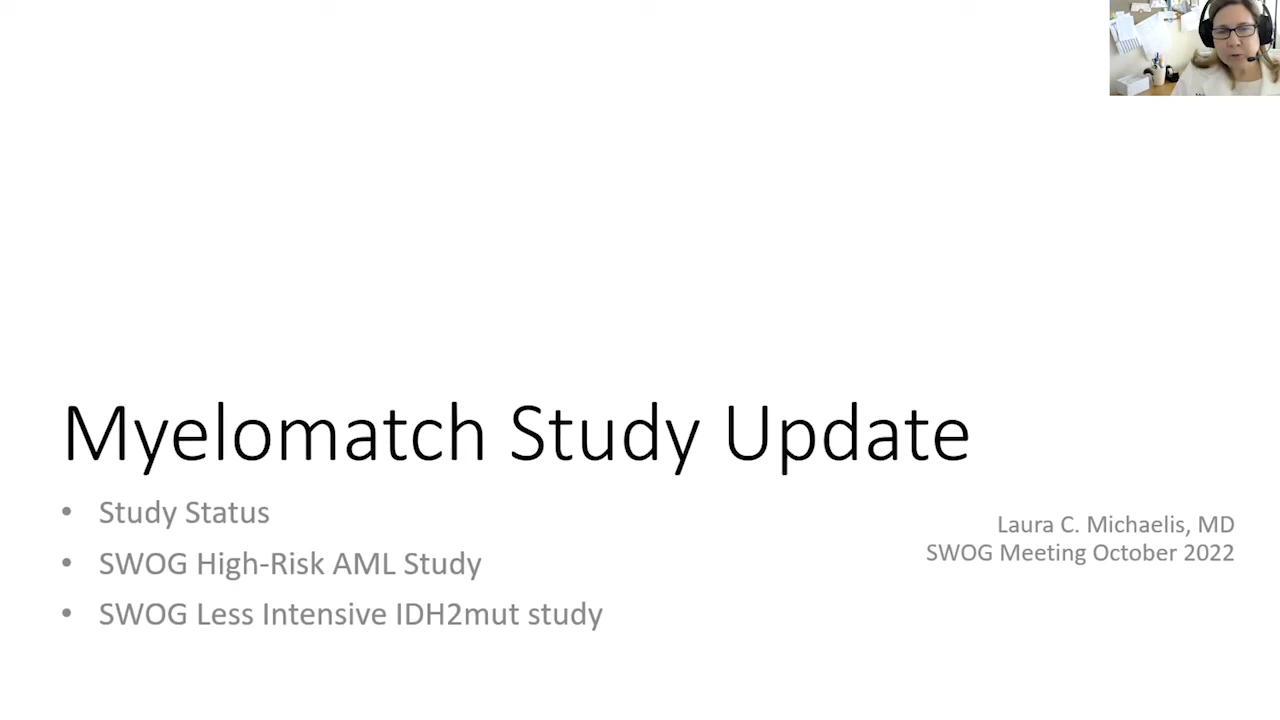 Myelomatch Study Update
• Study Status
• SWOG High-Risk AML Study
• SWOG Less Intensive IDH2mut study
Laura C. Michaelis, MD
SWOG Meeting October 2022